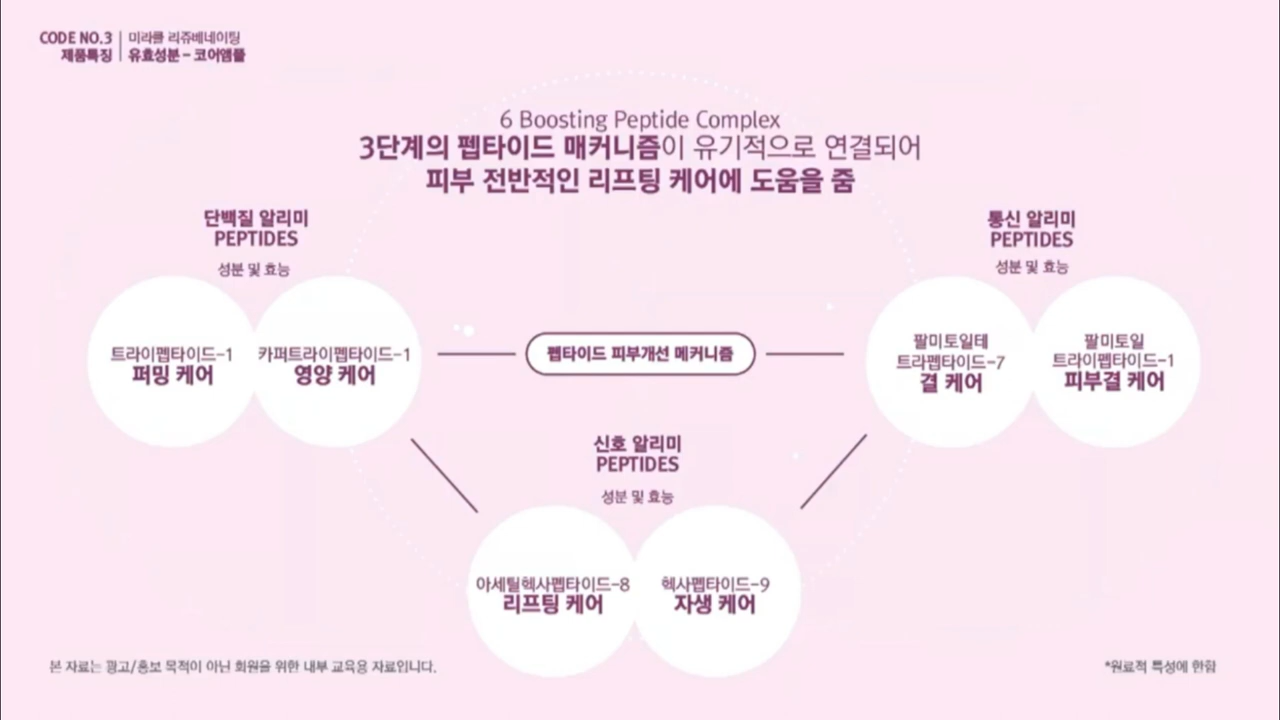 CODE NO.3 | 미라클 리쥬베네이팅
제품특징 | 유효성분 – 코어앰플
6 Boosting Peptide Complex
3단계의 펩타이드 매커니즘이 유기적으로 연결되어
피부 전반적인 리프팅 케어에 도움을 줌
단백질 알리미
PEPTIDES
성분 및 효능
트라이펩타이드-1
퍼밍 케어
카퍼트라이펩타이드-1
영양 케어
펩타이드 피부개선 메커니즘
통신 알리미
PEPTIDES
성분 및 효능
팔미토일테
트라펩타이드-7
결 케어
팔미토일
트라이펩타이드-1
피부결 케어
신호 알리미
PEPTIDES
성분 및 효능
아세틸헥사펩타이드-8
리프팅 케어
헥사펩타이드-9
자생 케어
본 자료는 광고/홍보 목적이 아닌 회원을 위한 내부 교육용 자료입니다.
*원료적 특성에 한함